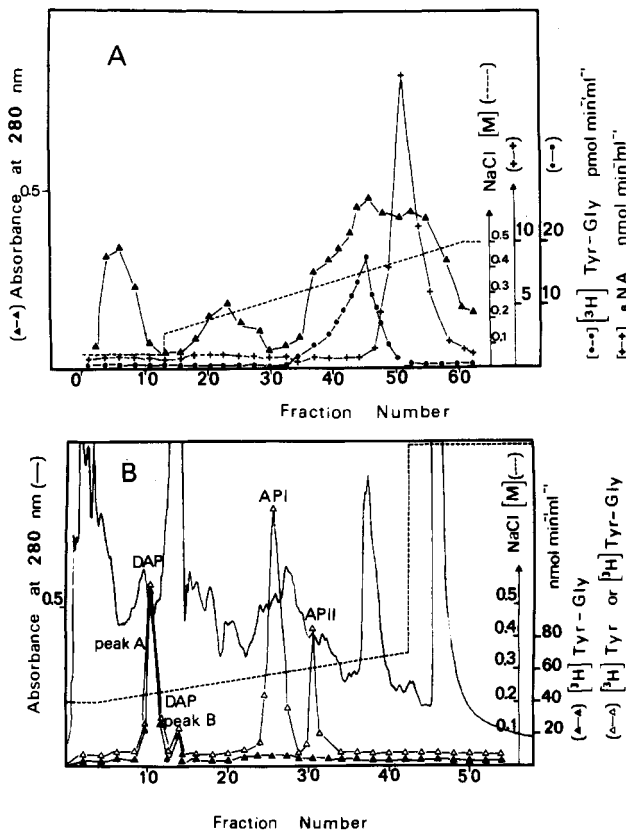 A
(▲–▲) Absorbance at 280 nm
0.5
0 10 20 30 40 50 60
Fraction Number
NaCl [M] (----)
0.5
0.4
0.3
0.2
0.1
(+–+)
10
5
(•–•)
20
10
[•–•] [³H] Tyr-Gly pmol min⁻¹ml⁻¹
[+–+] •NA nmol min⁻¹ml⁻¹
B
Absorbance at 280 nm (—)
0.5
DAP
peak A
DAP
peak B
API
APII
10 20 30 40 50
Fraction Number
NaCl [M] (---)
0.5
0.4
0.3
0.2
0.1
nmol min⁻¹ml⁻¹
80
60
40
20
(▲–▲) [³H] Tyr-Gly
(△–△) [³H] Tyr or [³H] Tyr-Gly